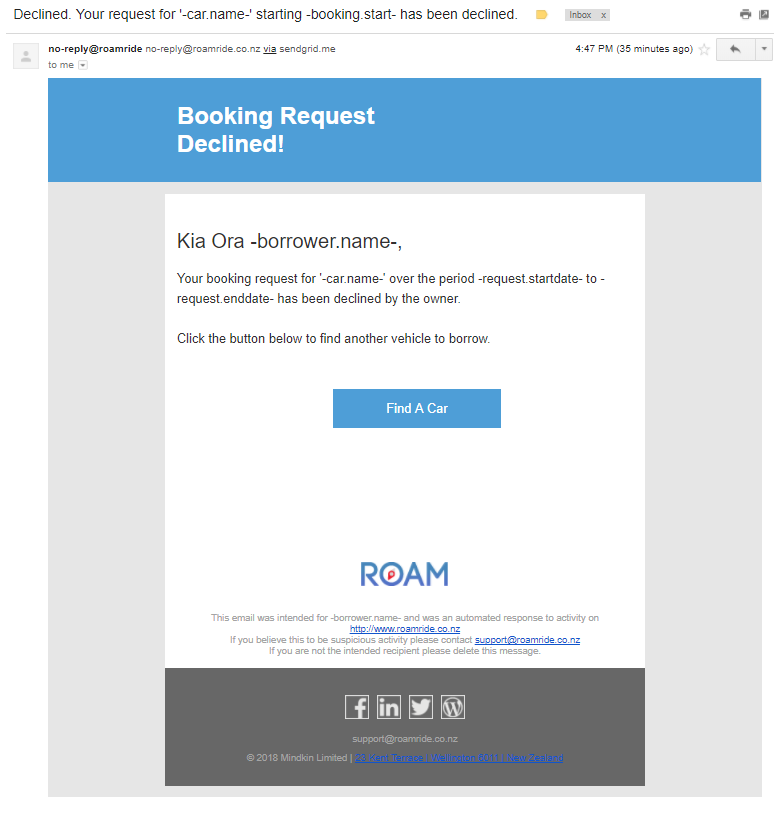 Declined. Your request for '-car.name-' starting -booking.start- has been declined.
Inbox x
no-reply@roamride no-reply@roamride.co.nz via sendgrid.me
4:47 PM (35 minutes ago)
to me
Booking Request
Declined!
Kia Ora -borrower.name-,
Your booking request for '-car.name-' over the period -request.startdate- to -
request.enddate- has been declined by the owner.
Click the button below to find another vehicle to borrow.
Find A Car
ROAM
This email was intended for -borrower.name- and was an automated response to activity on
http://www.roamride.co.nz
If you believe this to be suspicious activity please contact support@roamride.co.nz
If you are not the intended recipient please delete this message.
support@roamride.co.nz
© 2018 Mindkin Limited | 23 Kent Terrace | Wellington 6011 | New Zealand